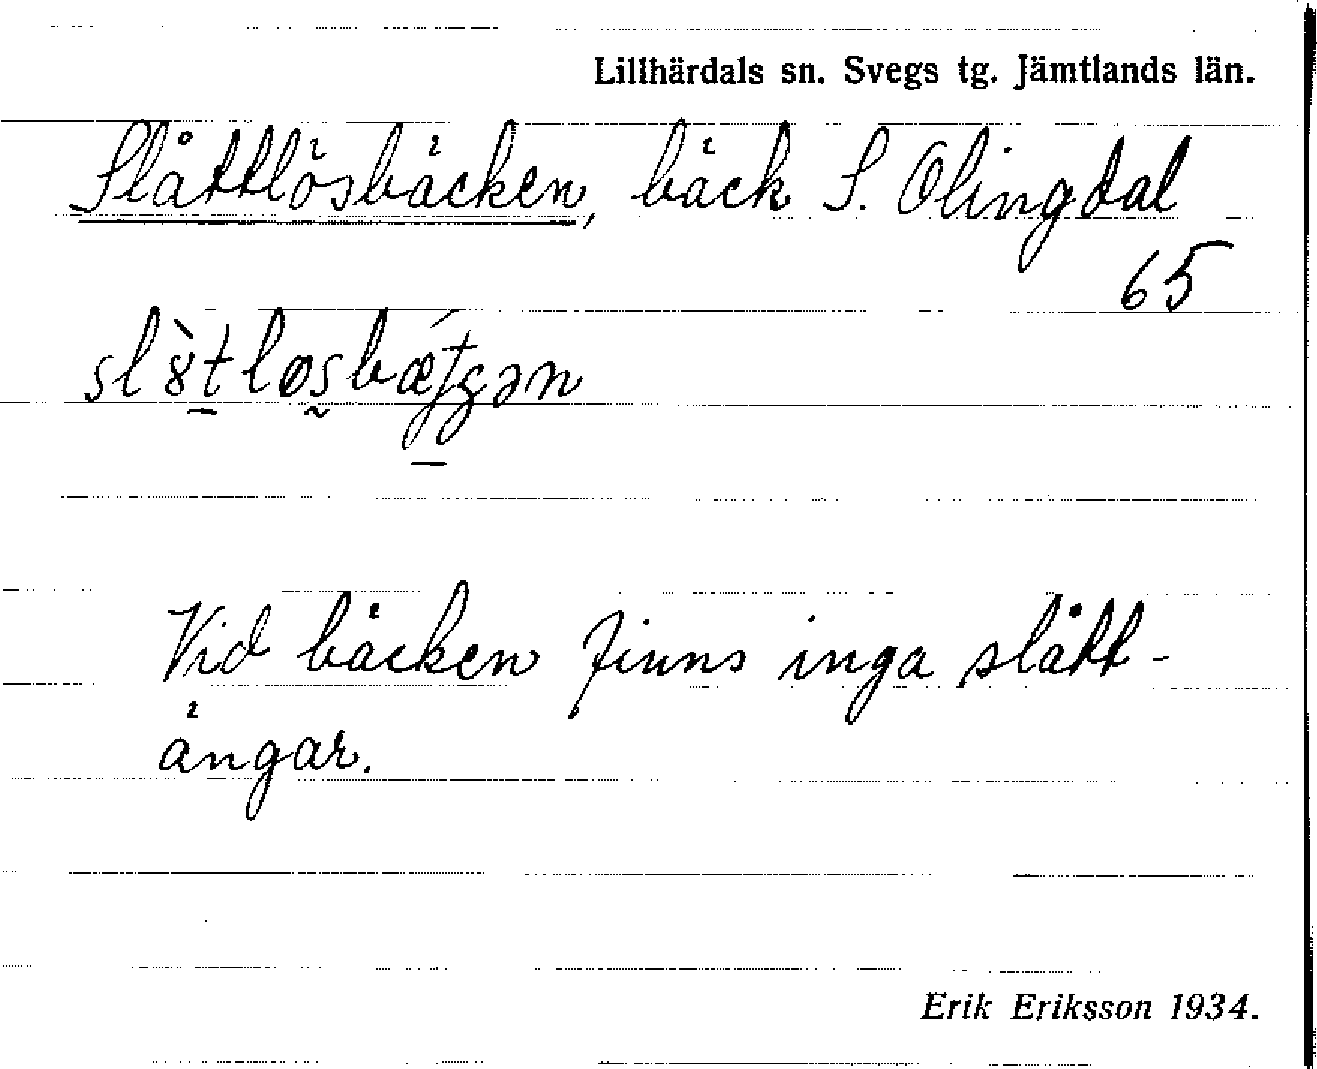 Lillhärdals sn. Svegs tg. Jämtlands län.
Slåttlösbäcken, bäck S. Olingdal
65
Vid bäcken finns inga slått-
ängar.
Erik Eriksson 1934.